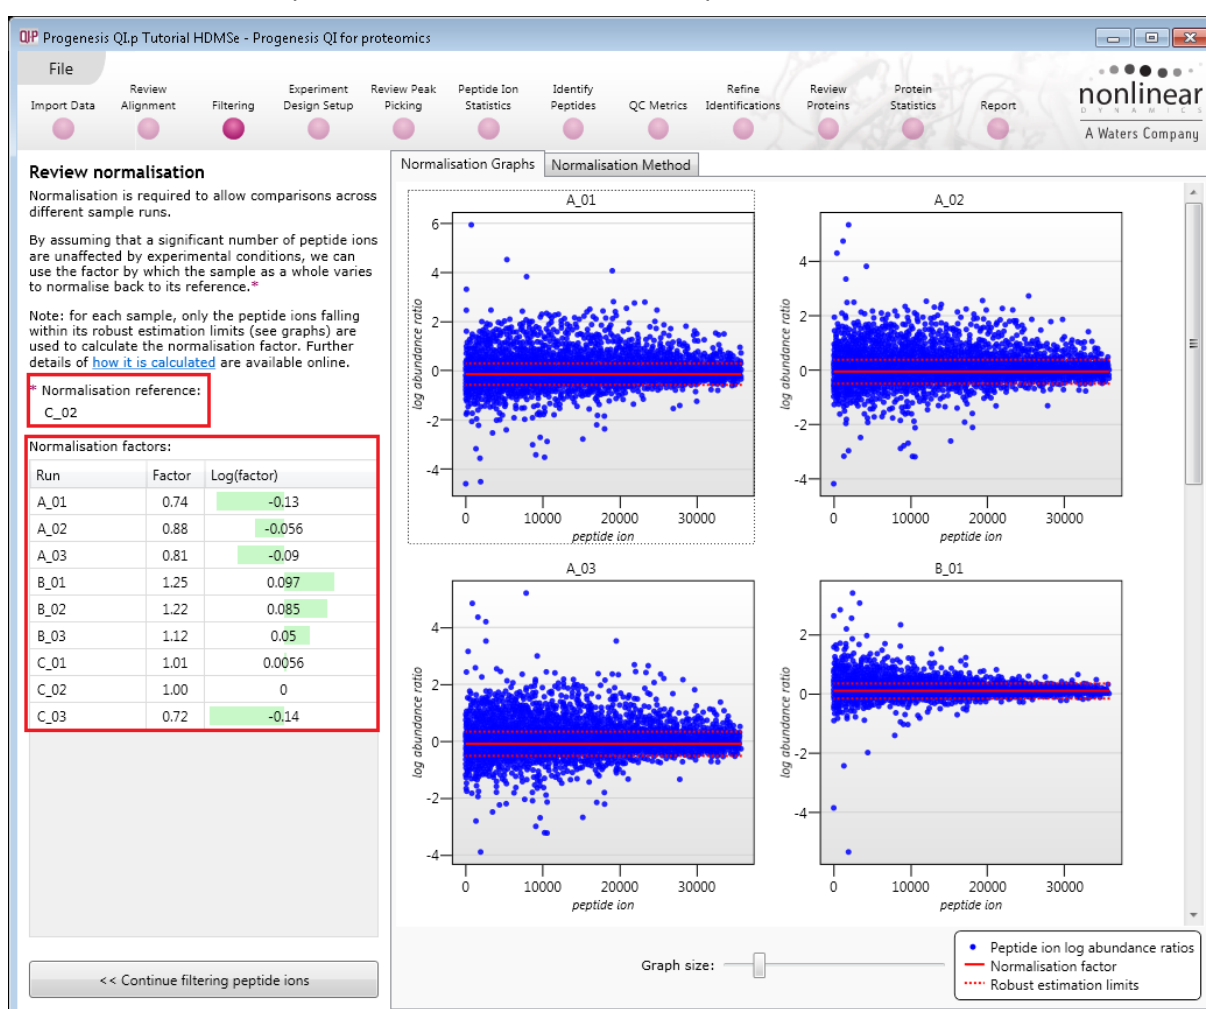 Progenesis QI.p Tutorial HDMSe - Progenesis QI for proteomics
File
Import Data
Review Alignment
Filtering
Experiment Design Setup
Review Peak Picking
Peptide Ion Statistics
Identify Peptides
QC Metrics
Refine Identifications
Review Proteins
Protein Statistics
Report
nonlinear
DYNAMICS
A Waters Company
Review normalisation
Normalisation is required to allow comparisons across
different sample runs.
By assuming that a significant number of peptide ions
are unaffected by experimental conditions, we can
use the factor by which the sample as a whole varies
to normalise back to its reference.*
Note: for each sample, only the peptide ions falling
within its robust estimation limits (see graphs) are
used to calculate the normalisation factor. Further
details of how it is calculated are available online.
* Normalisation reference:
C_02
Normalisation factors:
Run Factor Log(factor)
A_01 0.74 -0.13
A_02 0.88 -0.056
A_03 0.81 -0.09
B_01 1.25 0.097
B_02 1.22 0.085
B_03 1.12 0.05
C_01 1.01 0.0056
C_02 1.00 0
C_03 0.72 -0.14
<< Continue filtering peptide ions
Normalisation Graphs
Normalisation Method
A_01
log abundance ratio
6
4
2
0
-2
-4
0 10000 20000 30000
peptide ion
A_02
log abundance ratio
4
2
0
-2
-4
0 10000 20000 30000
peptide ion
A_03
log abundance ratio
4
2
0
-2
-4
0 10000 20000 30000
peptide ion
B_01
log abundance ratio
2
0
-2
-4
0 10000 20000 30000
peptide ion
Graph size:
Peptide ion log abundance ratios
Normalisation factor
Robust estimation limits